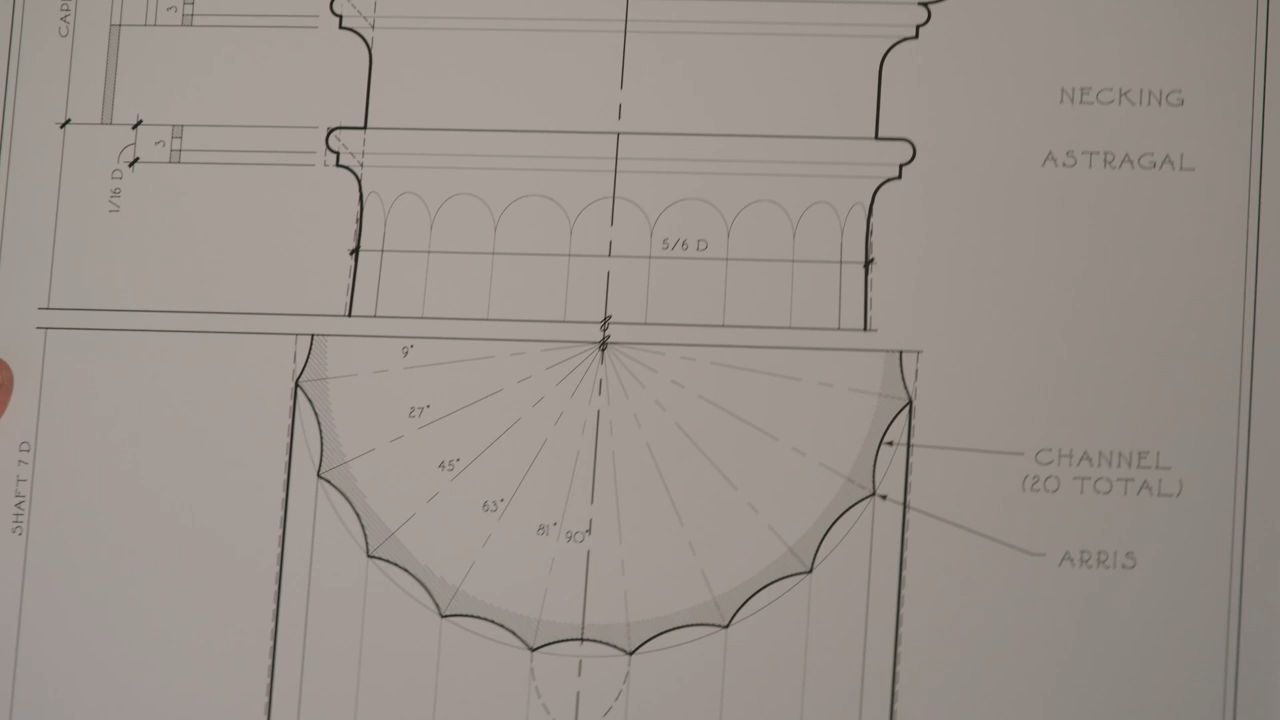 CAP
3
NECKING
ASTRAGAL
3
1/16 D
5/6 D
9°
27°
45°
63°
81°
90°
SHAFT 7 D
CHANNEL
(20 TOTAL)
ARRIS